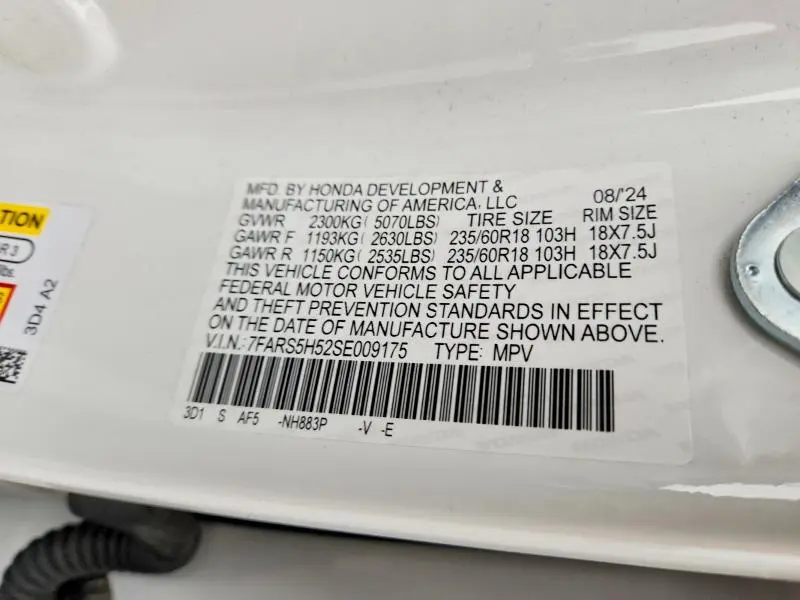 MFD. BY HONDA DEVELOPMENT &
MANUFACTURING OF AMERICA, LLC 08/'24
GVWR 2300KG( 5070LBS) TIRE SIZE RIM SIZE
GAWR F 1193KG( 2630LBS) 235/60R18 103H 18X7.5J
GAWR R 1150KG( 2535LBS) 235/60R18 103H 18X7.5J
THIS VEHICLE CONFORMS TO ALL APPLICABLE
FEDERAL MOTOR VEHICLE SAFETY
AND THEFT PREVENTION STANDARDS IN EFFECT
ON THE DATE OF MANUFACTURE SHOWN ABOVE.
V.I.N.: 7FARS5H52SE009175 TYPE: MPV
3D1 S AF5 -NH883P -V -E
TION
R 3
lbs.
3D4 A2